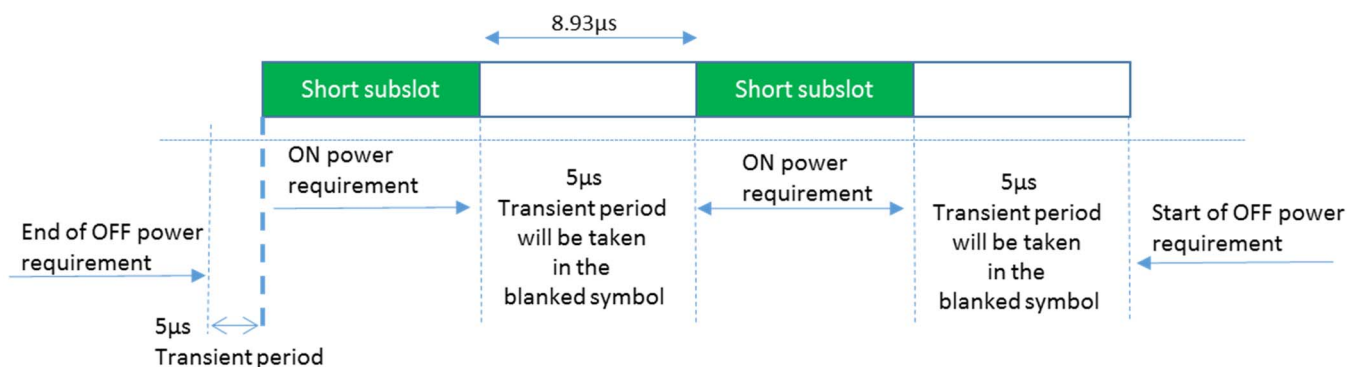 8.93µs
Short subslot
Short subslot
ON power
requirement
5µs
Transient period
will be taken
in the
blanked symbol
ON power
requirement
5µs
Transient period
will be taken
in the
blanked symbol
Start of OFF power
requirement
End of OFF power
requirement
5µs
Transient period